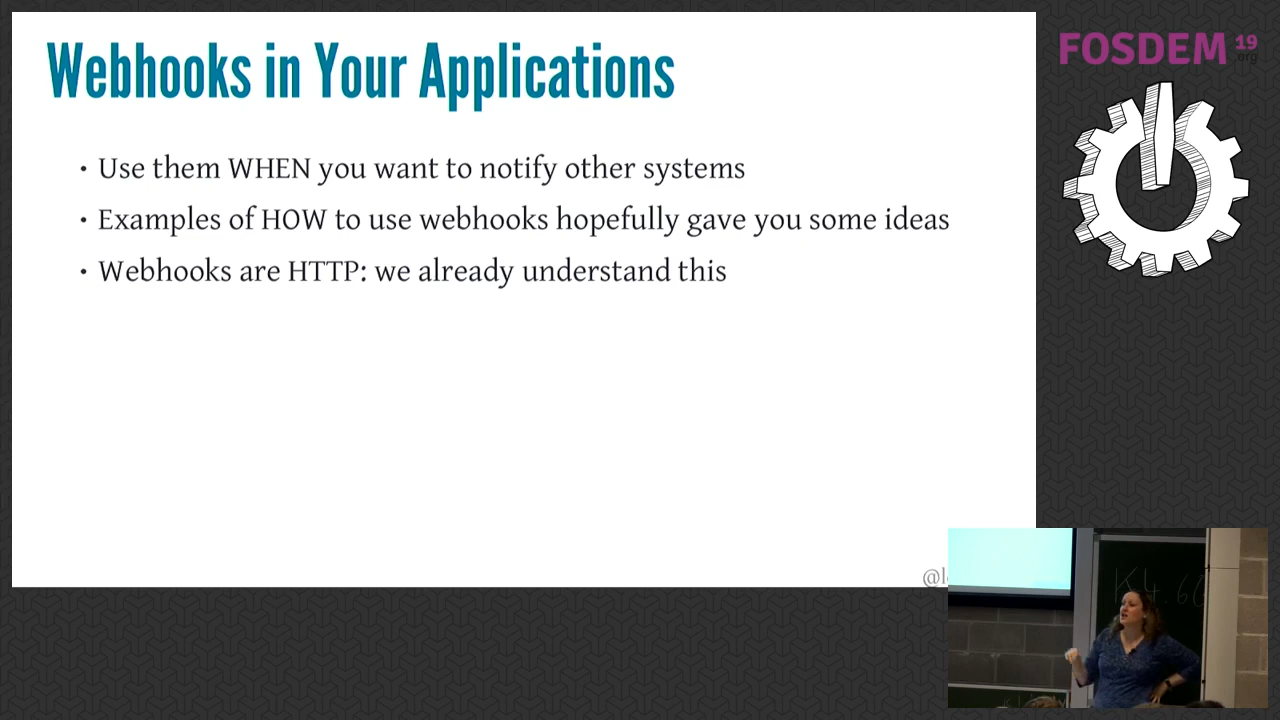 Webhooks in Your Applications
• Use them WHEN you want to notify other systems
• Examples of HOW to use webhooks hopefully gave you some ideas
• Webhooks are HTTP: we already understand this
FOSDEM 19
.org